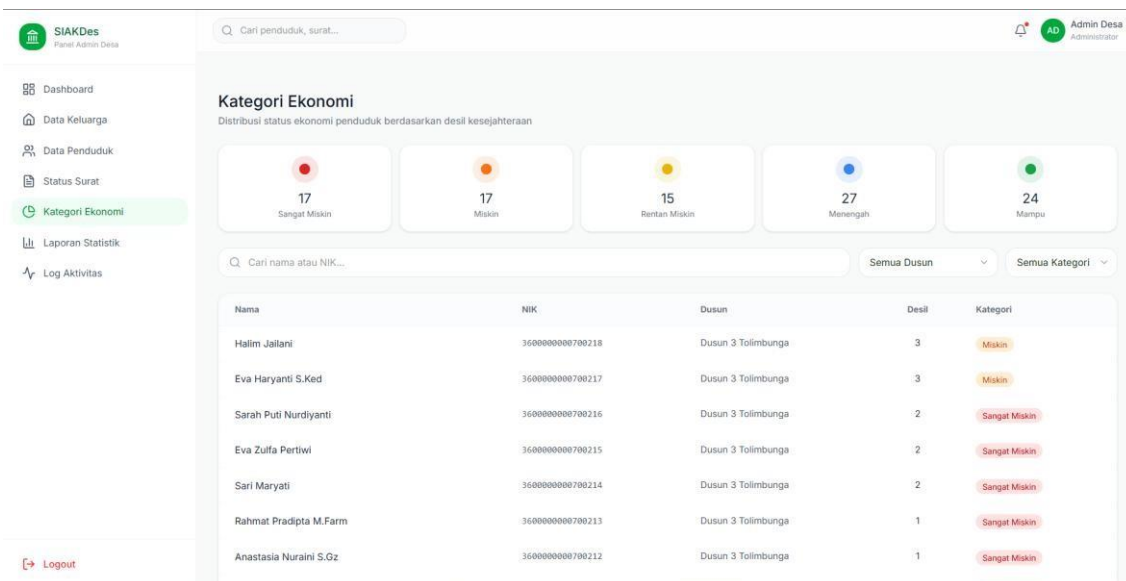 SIAKDes
Panel Admin Desa
Cari penduduk, surat...
AD
Admin Desa
Administrator
Dashboard
Data Keluarga
Data Penduduk
Status Surat
Kategori Ekonomi
Laporan Statistik
Log Aktivitas
Logout
Kategori Ekonomi
Distribusi status ekonomi penduduk berdasarkan desil kesejahteraan
17
Sangat Miskin
17
Miskin
15
Rentan Miskin
27
Menengah
24
Mampu
Cari nama atau NIK...
Semua Dusun
Semua Kategori
Nama NIK Dusun Desil Kategori
Halim Jailani 3600000000700218 Dusun 3 Tolimbunga 3 Miskin
Eva Haryanti S.Ked 3600000000700217 Dusun 3 Tolimbunga 3 Miskin
Sarah Puti Nurdiyanti 3600000000700216 Dusun 3 Tolimbunga 2 Sangat Miskin
Eva Zulfa Pertiwi 3600000000700215 Dusun 3 Tolimbunga 2 Sangat Miskin
Sari Maryati 3600000000700214 Dusun 3 Tolimbunga 2 Sangat Miskin
Rahmat Pradipta M.Farm 3600000000700213 Dusun 3 Tolimbunga 1 Sangat Miskin
Anastasia Nuraini S.Gz 3600000000700212 Dusun 3 Tolimbunga 1 Sangat Miskin